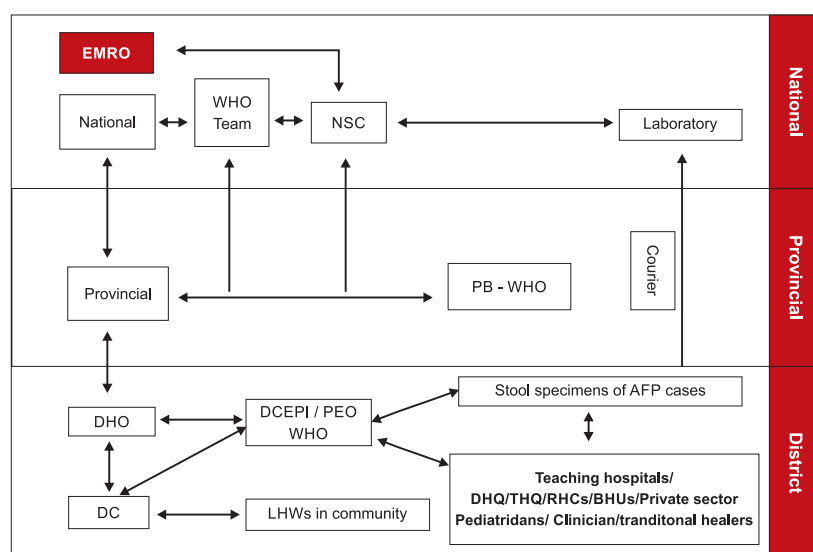 EMRO
National
WHO
Team
NSC
Laboratory
National
Provincial
PB - WHO
Courier
Provincial
DHO
DCEPI / PEO
WHO
Stool specimens of AFP cases
DC
LHWs in community
Teaching hospitals/
DHQ/THQ/RHCs/BHUs/Private sector
Pediatridans/ Clinician/tranditonal healers
District